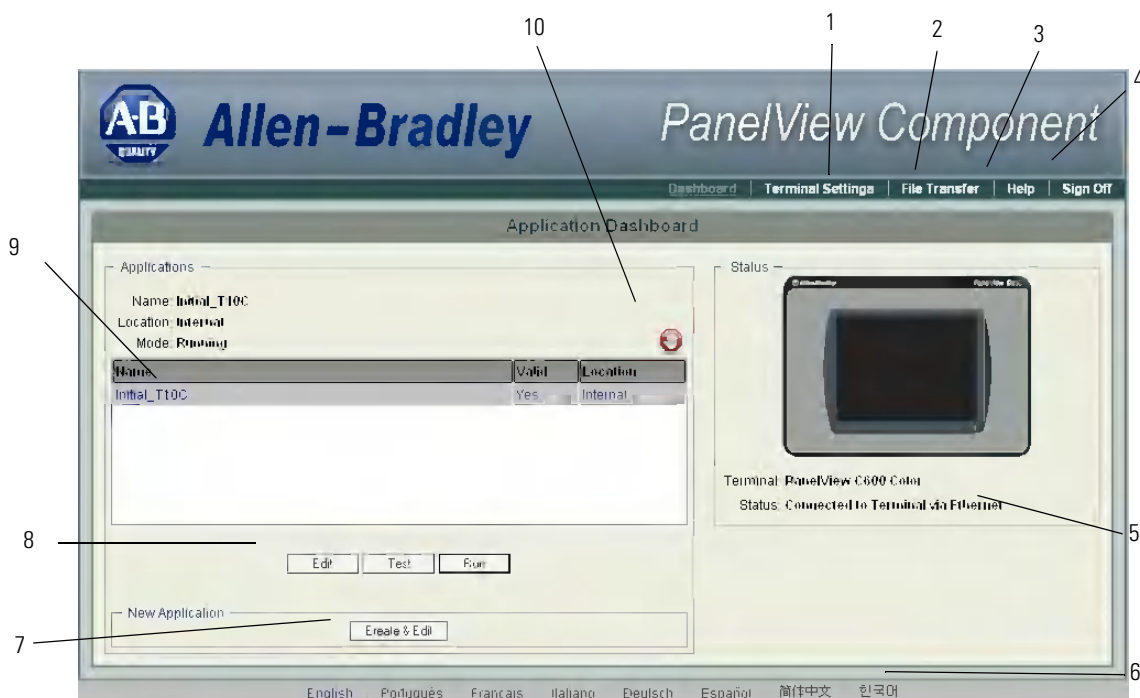 10
1
2
3
4
A-B
QUALITY
Allen-Bradley
PanelView Component
Dashboard Terminal Settings File Transfer Help Sign Off
Application Dashboard
9
Applications
Name: Initial_T10C
Location: Internal
Mode: Running
Name Valid Location
Initial_T10C Yes Internal
Status
Allen-Bradley
Terminal: PanelView C600 Color
Status: Connected to Terminal via Ethernet
5
8
Edit Test Run
New Application
7
Create & Edit
6
English Português Français Italiano Deutsch Español 简体中文 한국어